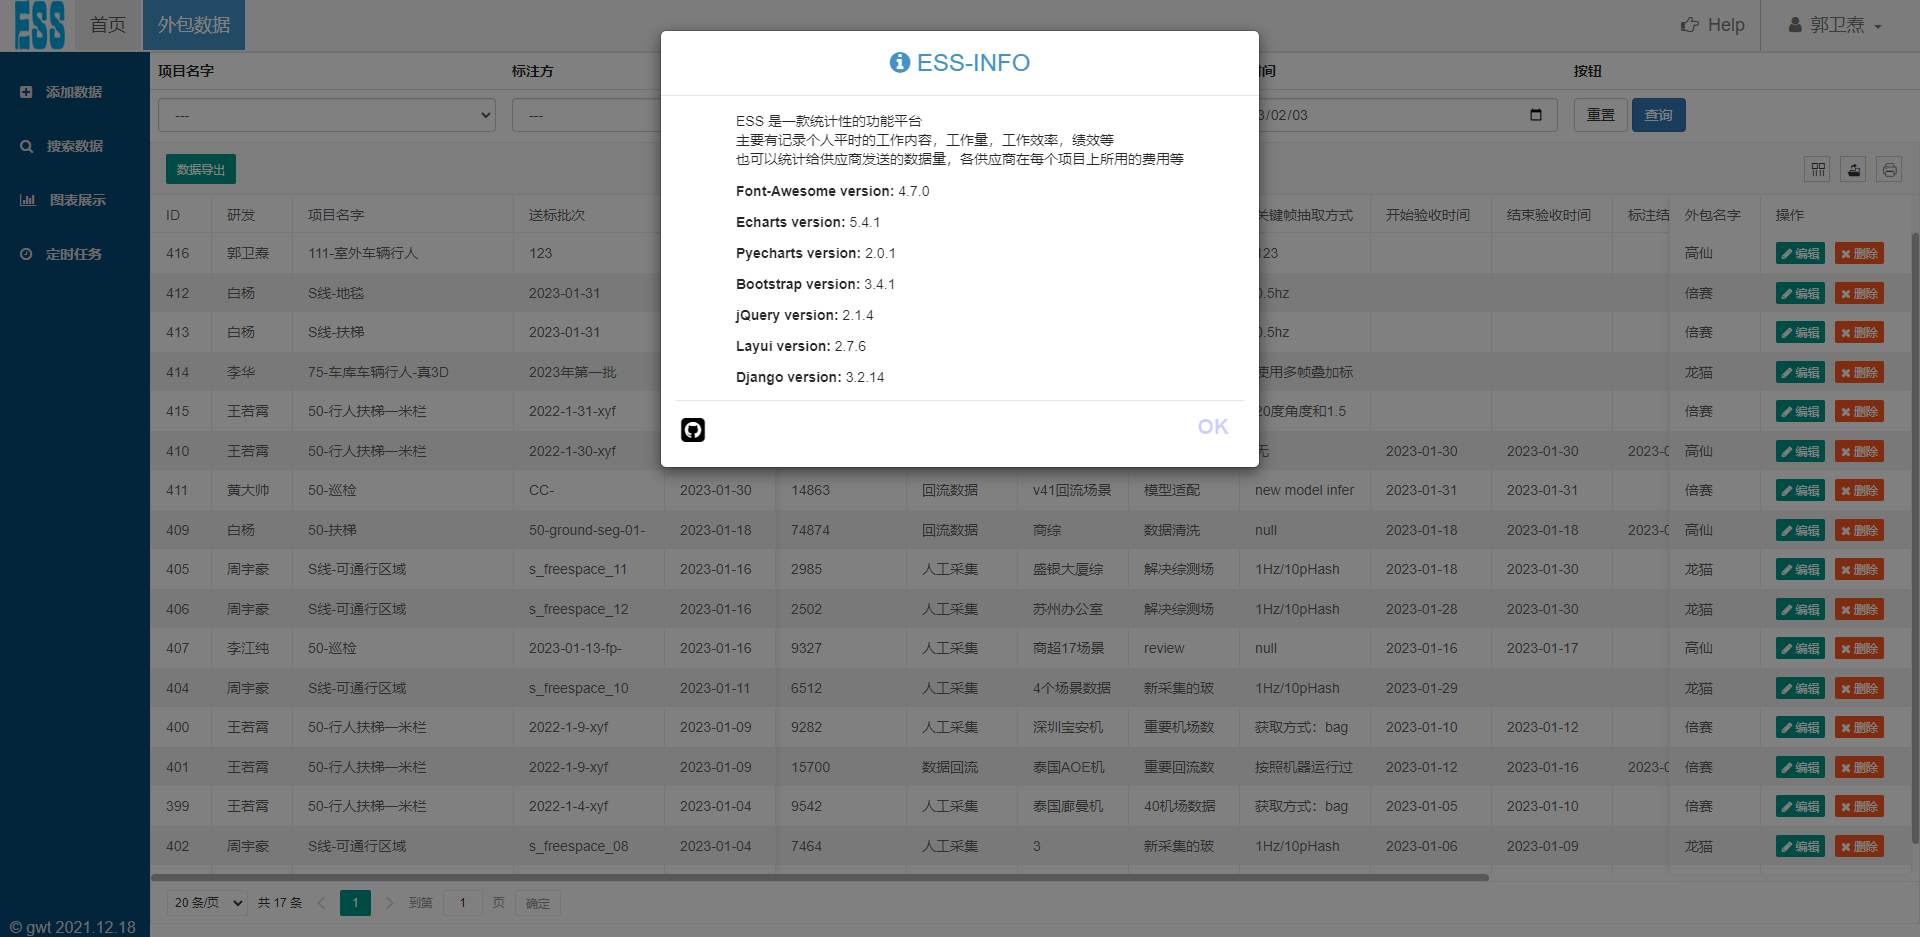 ESS 首页 外包数据 Help 郭卫焘
添加数据
搜索数据
图表展示
定时任务
© gwt 2021.12.18
项目名字 标注方 间 按钮
--- --- 3/02/03 重置 查询
数据导出
ESS-INFO
ESS 是一款统计性的功能平台
主要有记录个人平时的工作内容，工作量，工作效率，绩效等
也可以统计给供应商发送的数据量，各供应商在每个项目上所用的费用等
Font-Awesome version: 4.7.0
Echarts version: 5.4.1
Pyecharts version: 2.0.1
Bootstrap version: 3.4.1
jQuery version: 2.1.4
Layui version: 2.7.6
Django version: 3.2.14
OK
ID 研发 项目名字 送标批次 关键帧抽取方式 开始验收时间 结束验收时间 标注结 外包名字 操作
416 郭卫焘 111-室外车辆行人 123 123 高仙 编辑 删除
412 白杨 S线-地毯 2023-01-31 0.5hz 倍赛 编辑 删除
413 白杨 S线-扶梯 2023-01-31 0.5hz 倍赛 编辑 删除
414 李华 75-车库车辆行人-真3D 2023年第一批 使用多帧叠加标 龙猫 编辑 删除
415 王若霄 50-行人扶梯—米栏 2022-1-31-xyf 20度角度和1.5 倍赛 编辑 删除
410 王若霄 50-行人扶梯—米栏 2022-1-30-xyf 无 2023-01-30 2023-01-30 2023-0 高仙 编辑 删除
411 黄大帅 50-巡检 CC- 2023-01-30 14863 回流数据 v41回流场景 模型适配 new model infer 2023-01-31 2023-01-31 倍赛 编辑 删除
409 白杨 50-扶梯 50-ground-seg-01- 2023-01-18 74874 回流数据 商综 数据清洗 null 2023-01-18 2023-01-18 2023-0 高仙 编辑 删除
405 周宇豪 S线-可通行区域 s_freespace_11 2023-01-16 2985 人工采集 盛银大厦综 解决综测场 1Hz/10pHash 2023-01-18 2023-01-30 龙猫 编辑 删除
406 周宇豪 S线-可通行区域 s_freespace_12 2023-01-16 2502 人工采集 苏州办公室 解决综测场 1Hz/10pHash 2023-01-28 2023-01-30 龙猫 编辑 删除
407 李江纯 50-巡检 2023-01-13-fp- 2023-01-16 9327 人工采集 商超17场景 review null 2023-01-16 2023-01-17 高仙 编辑 删除
404 周宇豪 S线-可通行区域 s_freespace_10 2023-01-11 6512 人工采集 4个场景数据 新采集的玻 1Hz/10pHash 2023-01-29 龙猫 编辑 删除
400 王若霄 50-行人扶梯—米栏 2022-1-9-xyf 2023-01-09 9282 人工采集 深圳宝安机 重要机场数 获取方式：bag 2023-01-10 2023-01-12 倍赛 编辑 删除
401 王若霄 50-行人扶梯—米栏 2022-1-9-xyf 2023-01-09 15700 数据回流 泰国AOE机 重要回流数 按照机器运行过 2023-01-12 2023-01-16 2023-0 倍赛 编辑 删除
399 王若霄 50-行人扶梯—米栏 2022-1-4-xyf 2023-01-04 9542 人工采集 泰国廊曼机 40机场数据 获取方式：bag 2023-01-05 2023-01-10 倍赛 编辑 删除
402 周宇豪 S线-可通行区域 s_freespace_08 2023-01-04 7464 人工采集 3 新采集的玻 1Hz/10pHash 2023-01-06 2023-01-09 龙猫 编辑 删除
20 条/页 共 17 条 1 到第 1 页 确定